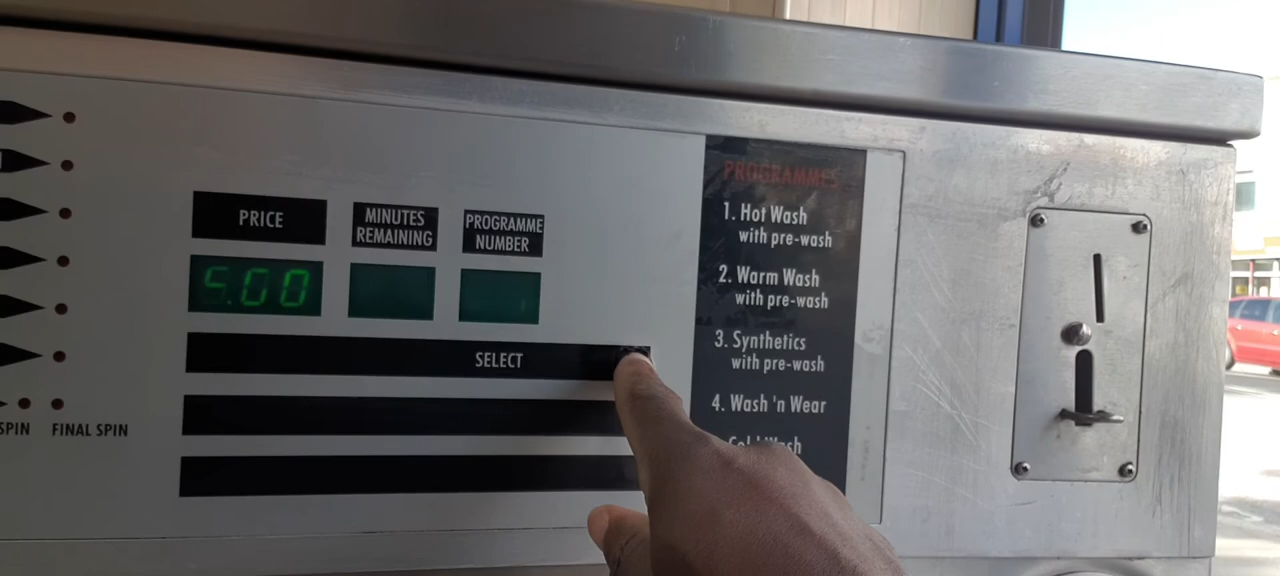 PRICE
MINUTES
REMAINING
PROGRAMME
NUMBER
5.00
SELECT
SPIN
FINAL SPIN
PROGRAMMES
1. Hot Wash
with pre-wash
2. Warm Wash
with pre-wash
3. Synthetics
with pre-wash
4. Wash 'n Wear
Cold Wash